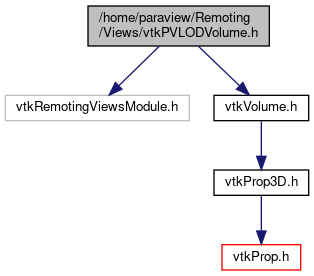 /home/paraview/Remoting
/Views/vtkPVLODVolume.h
vtkRemotingViewsModule.h
vtkVolume.h
vtkProp3D.h
vtkProp.h